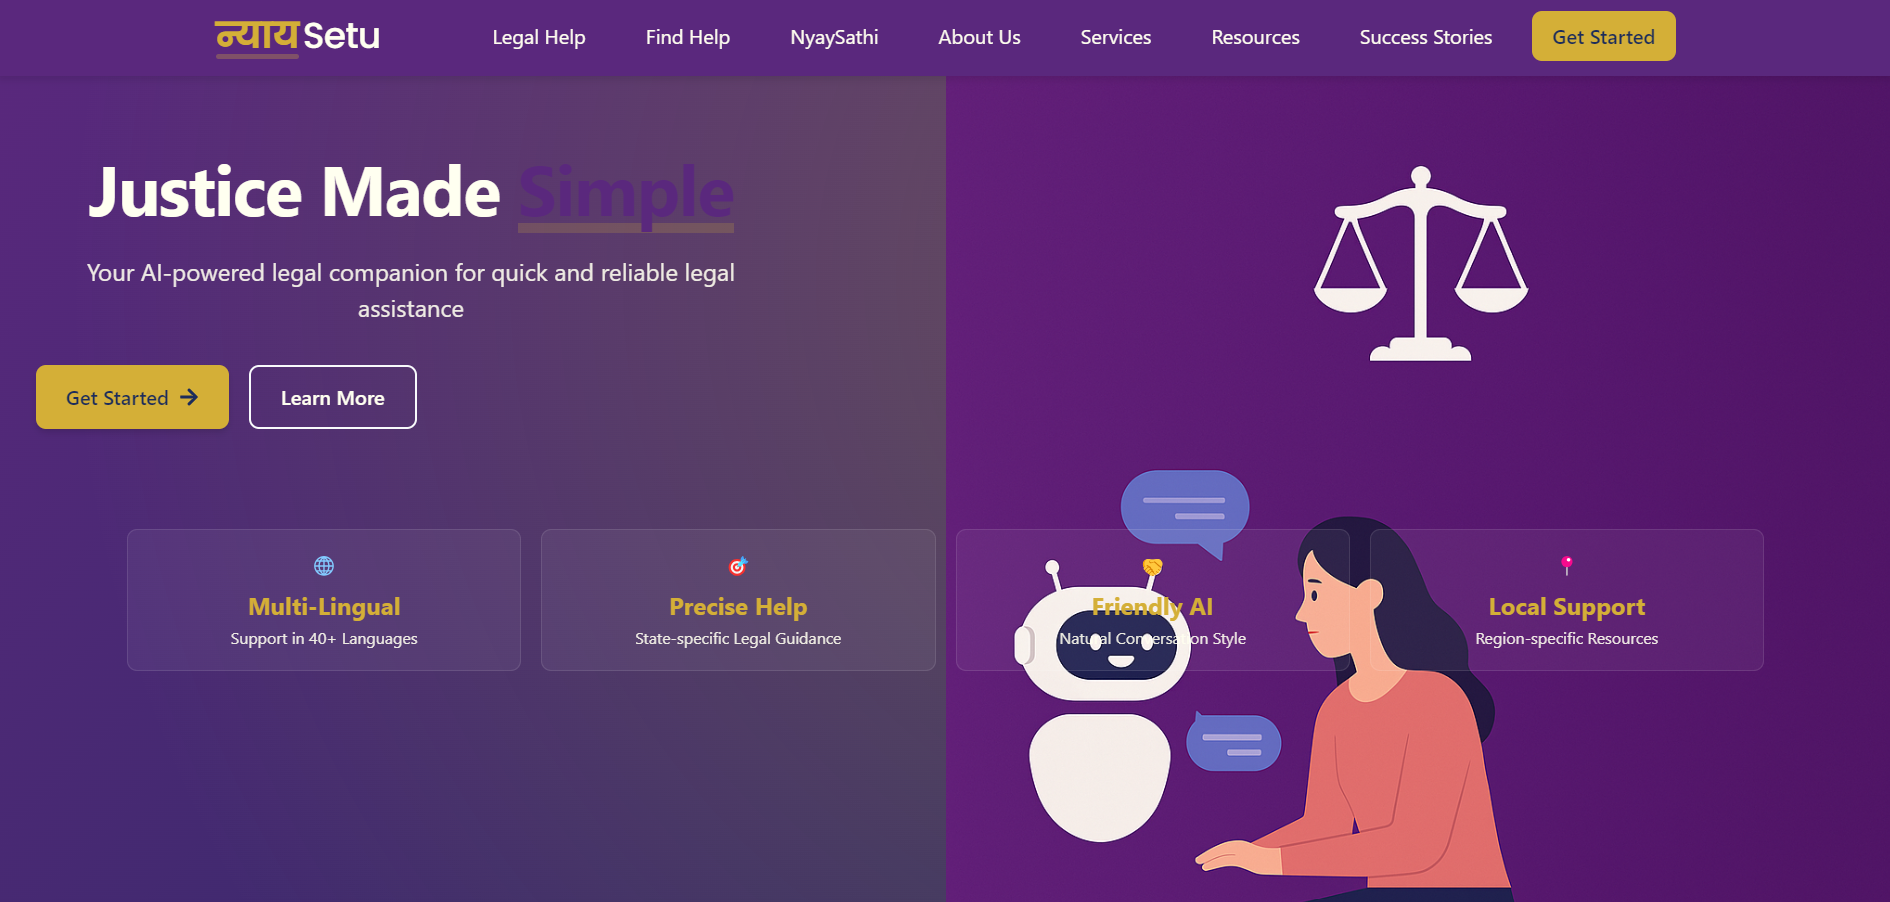 न्याय Setu
Legal Help
Find Help
NyaySathi
About Us
Services
Resources
Success Stories
Get Started
Justice Made Simple
Your AI-powered legal companion for quick and reliable legal
assistance
Get Started →
Learn More
Multi-Lingual
Support in 40+ Languages
Precise Help
State-specific Legal Guidance
Friendly AI
Natural Conversation Style
Local Support
Region-specific Resources